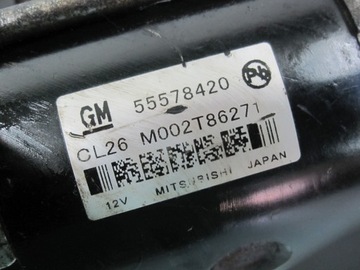 GM 55578420
CL26 M002T86271
12V MITSUBISHI JAPAN